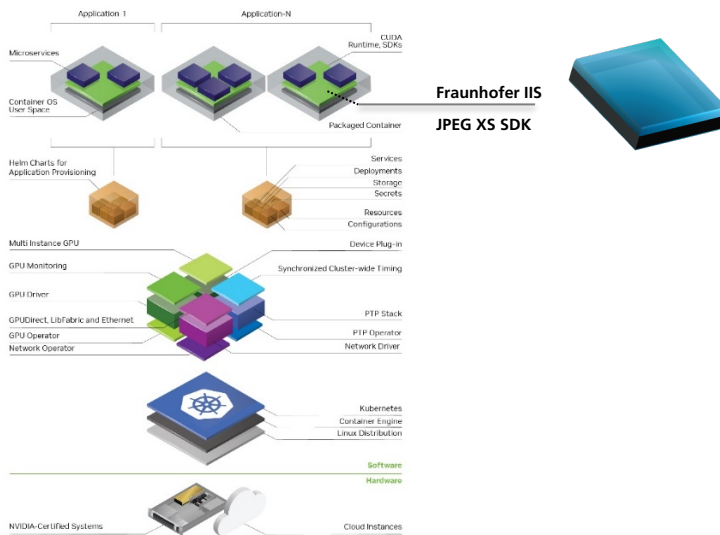 Application-1
Application-N
Microservices
CUDA
Runtime, SDKs
Container OS
User Space
Fraunhofer IIS
JPEG XS SDK
Packaged Container
Helm Charts for
Application Provisioning
Services
Deployments
Storage
Secrets
Resources
Configurations
Multi Instance GPU
Device Plug-in
GPU Monitoring
Synchronized Cluster-wide Timing
GPU Driver
PTP Stack
GPUDirect, LibFabric and Ethernet
PTP Operator
GPU Operator
Network Operator
Network Driver
Kubernetes
Container Engine
Linux Distribution
Software
Hardware
NVIDIA-Certified Systems
Cloud Instances